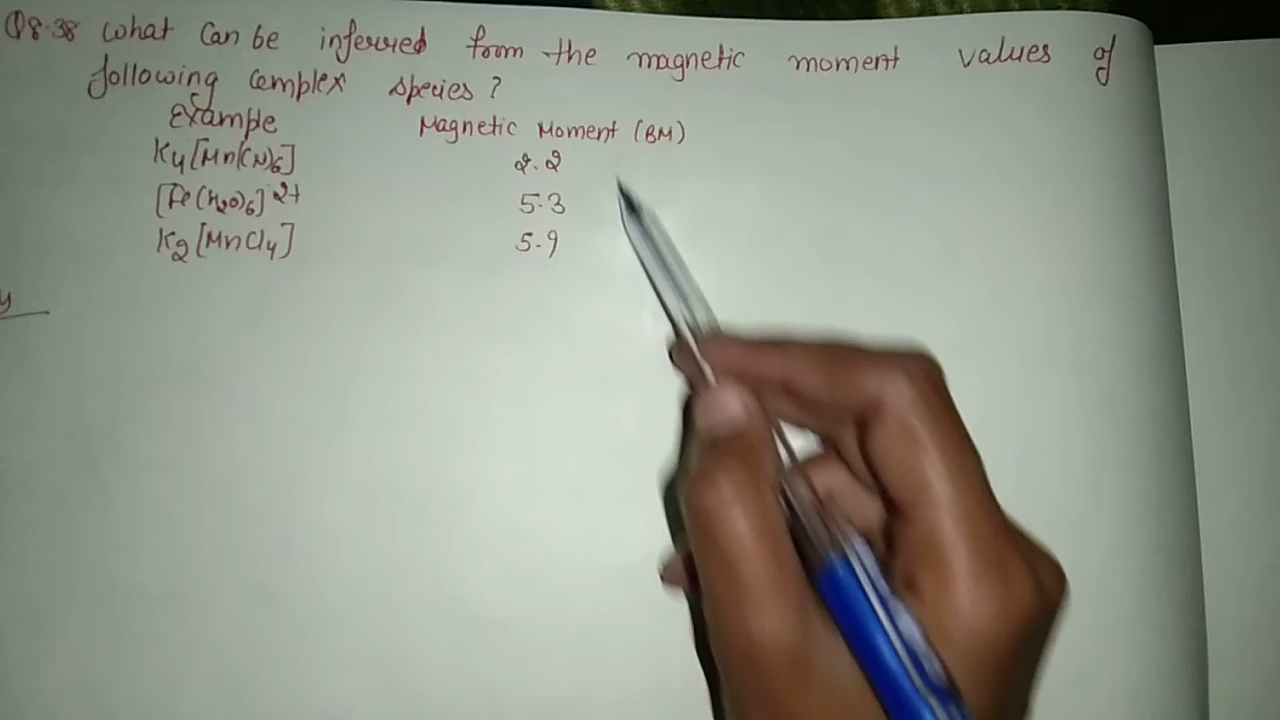 Q8.38 What can be inferred from the magnetic moment values of
following complex species ?
Example Magnetic Moment (BM)
K4[Mn(CN)6] 2.2
[Fe(H2O)6]2+ 5.3
K2[MnCl4] 5.9